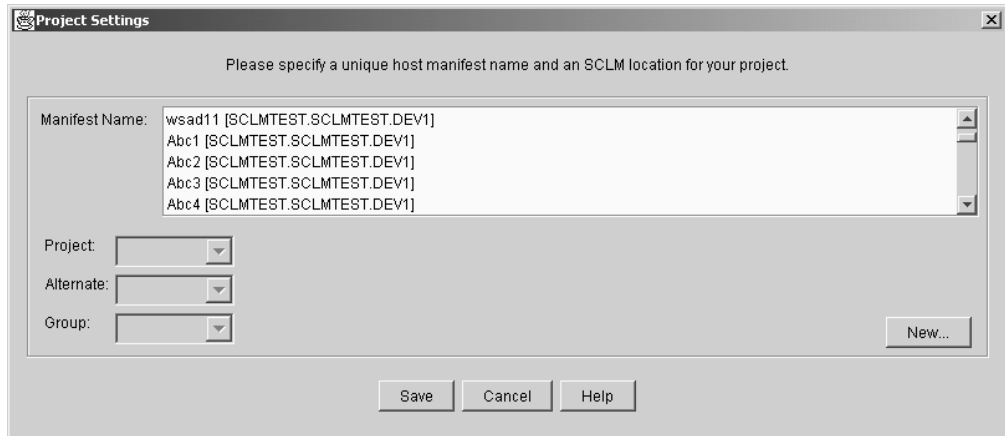 Project Settings
Please specify a unique host manifest name and an SCLM location for your project.
Manifest Name:
wsad11 [SCLMTEST.SCLMTEST.DEV1]
Abc1 [SCLMTEST.SCLMTEST.DEV1]
Abc2 [SCLMTEST.SCLMTEST.DEV1]
Abc3 [SCLMTEST.SCLMTEST.DEV1]
Abc4 [SCLMTEST.SCLMTEST.DEV1]
Project:
Alternate:
Group:
New...
Save Cancel Help